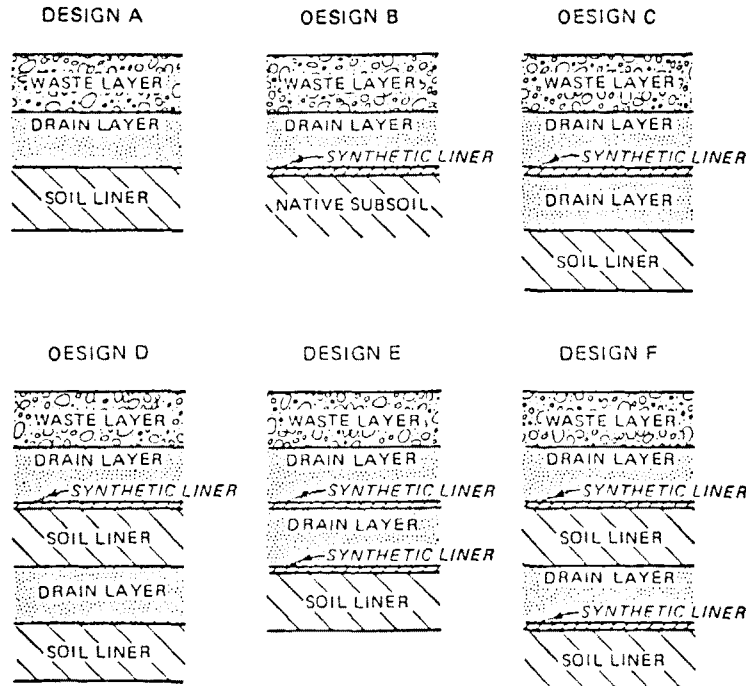 DESIGN A
WASTE LAYER
DRAIN LAYER
SOIL LINER
OESIGN B
WASTE LAYER
DRAIN LAYER
SYNTHETIC LINER
NATIVE SUBSOIL
OESIGN C
WASTE LAYER
DRAIN LAYER
SYNTHETIC LINER
DRAIN LAYER
SOIL LINER
OESIGN D
WASTE LAYER
DRAIN LAYER
SYNTHETIC LINER
SOIL LINER
DRAIN LAYER
SOIL LINER
DESIGN E
WASTE LAYER
DRAIN LAYER
SYNTHETIC LINER
DRAIN LAYER
SYNTHETIC LINER
SOIL LINER
DESIGN F
WASTE LAYER
DRAIN LAYER
SYNTHETIC LINER
SOIL LINER
DRAIN LAYER
SYNTHETIC LINER
SOIL LINER